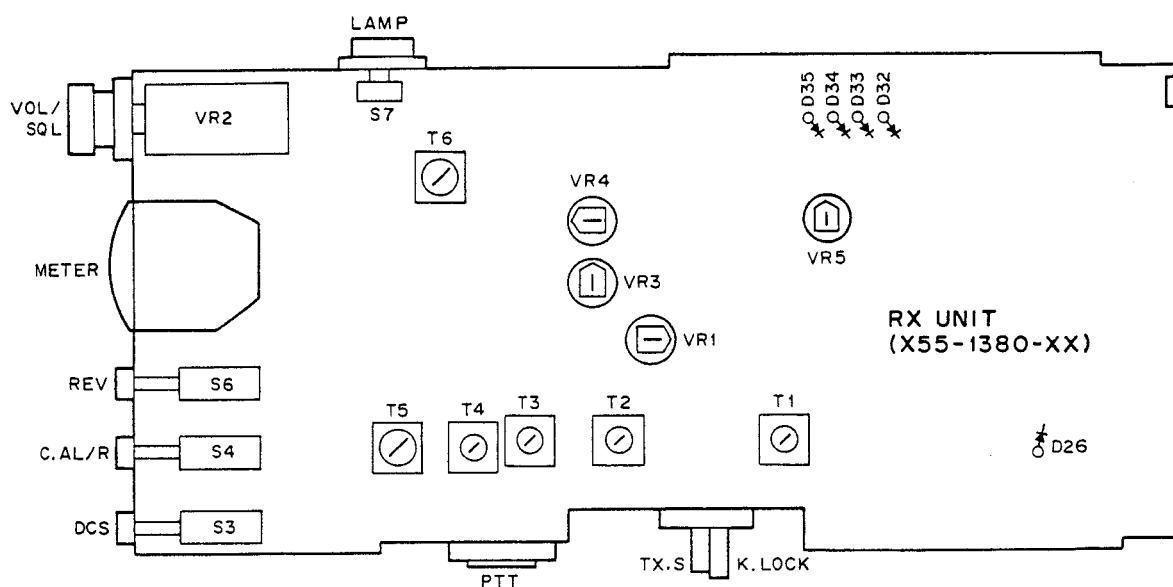 LAMP
VOL/
SQL
VR2
S7
D35
D34
D33
D32
T6
VR4
VR5
METER
VR3
RX UNIT
(X55-1380-XX)
VR1
REV
S6
T5
T4
T3
T2
T1
C.AL/R
S4
D26
DCS
S3
PTT
TX.S
K.LOCK